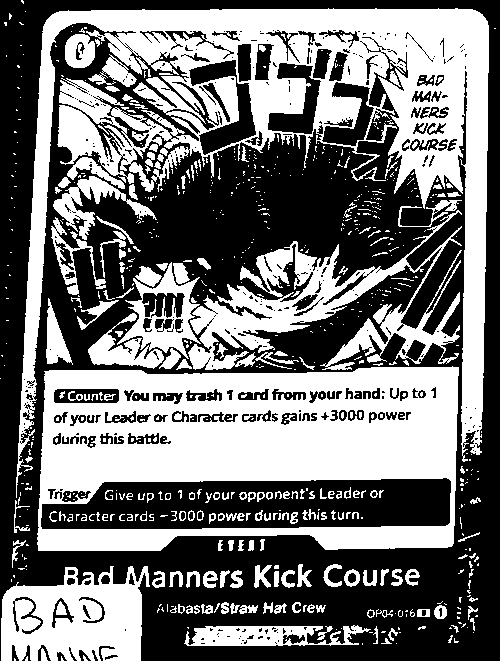 0
BAD
MAN-
NERS
KICK
COURSE
!!
?!!!
⚡Counter You may trash 1 card from your hand: Up to 1
of your Leader or Character cards gains +3000 power
during this battle.
Trigger Give up to 1 of your opponent's Leader or
Character cards −3000 power during this turn.
EVENT
Bad Manners Kick Course
Alabasta/Straw Hat Crew
OP04-016 1
BAD
MANNE